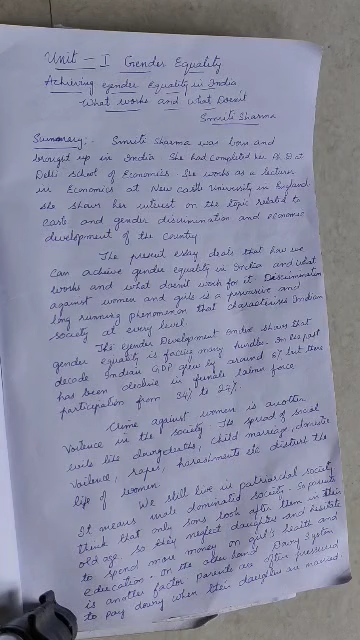 Unit - I Gender Equality
Achieving gender Equality in India
What works and What Doesn't
Smriti Sharma
Summary:- Smriti Sharma was born and
brought up in India. She had completed her Ph.D at
Delhi school of Economics. She works as a lecturer
in Economics at New castle University in England.
She shows her interest on the topic related to
caste and gender discrimination and economic
development of the Country.
The present essay deals that how we
can achieve gender equality in India and what
works and what doesn't work for it. Discrimination
against women and girls is a pervasive and
long running phenomenon that characterises Indian
society at every level
The Gender Development index shows that
gender equality is facing many hurdles. In the past
decade Indian GDP grew by around 6% but there
has been decline in female labour force
participation from 34% to 27%.
Crime against women is another
Voilence in the society. The spread of social
evils like dowrydeaths, child marriage, domestic
voilence, rapes, harassments etc disturb the
life of women.
We still live in patriarchal society
It means male dominated society. So parents
think that only sons look after them in their
old age so they neglect daughter and hesitate
to spend more money on girl's health and
education. On the other hand Dowry System
is another factor parents are often pressured
to pay dowry when their daughters are married.